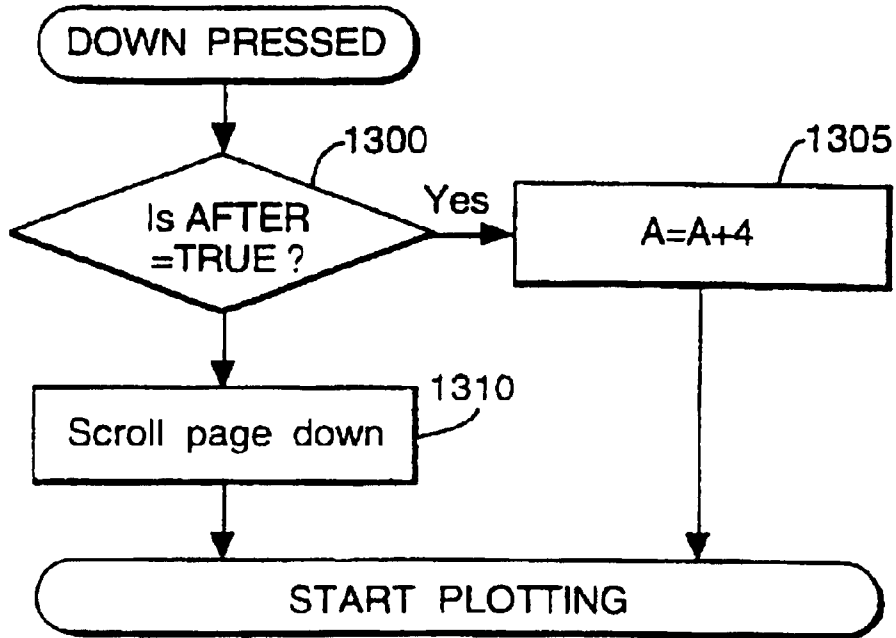 DOWN PRESSED
1300
1305
Is AFTER
=TRUE ?
Yes
A=A+4
1310
Scroll page down
START PLOTTING